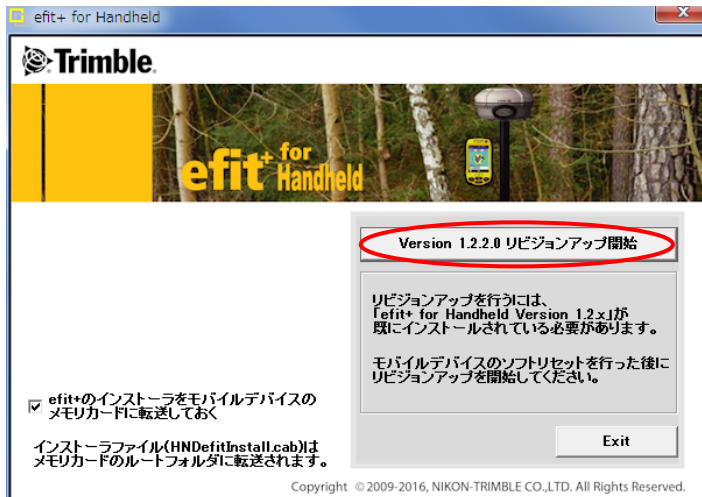 efit+ for Handheld
Trimble.
efit+ for
Handheld
Version 1.2.2.0 リビジョンアップ開始
リビジョンアップを行うには、
「efit+ for Handheld Version 1.2.x」が
既にインストールされている必要があります。
モバイルデバイスのソフトリセットを行った後に
リビジョンアップを開始してください。
efit+のインストーラをモバイルデバイスの
メモリカードに転送しておく
インストーラファイル(HNDefitInstall.cab)は
メモリカードのルートフォルダに転送されます。
Exit
Copyright © 2009-2016, NIKON-TRIMBLE CO.,LTD. All Rights Reserved.